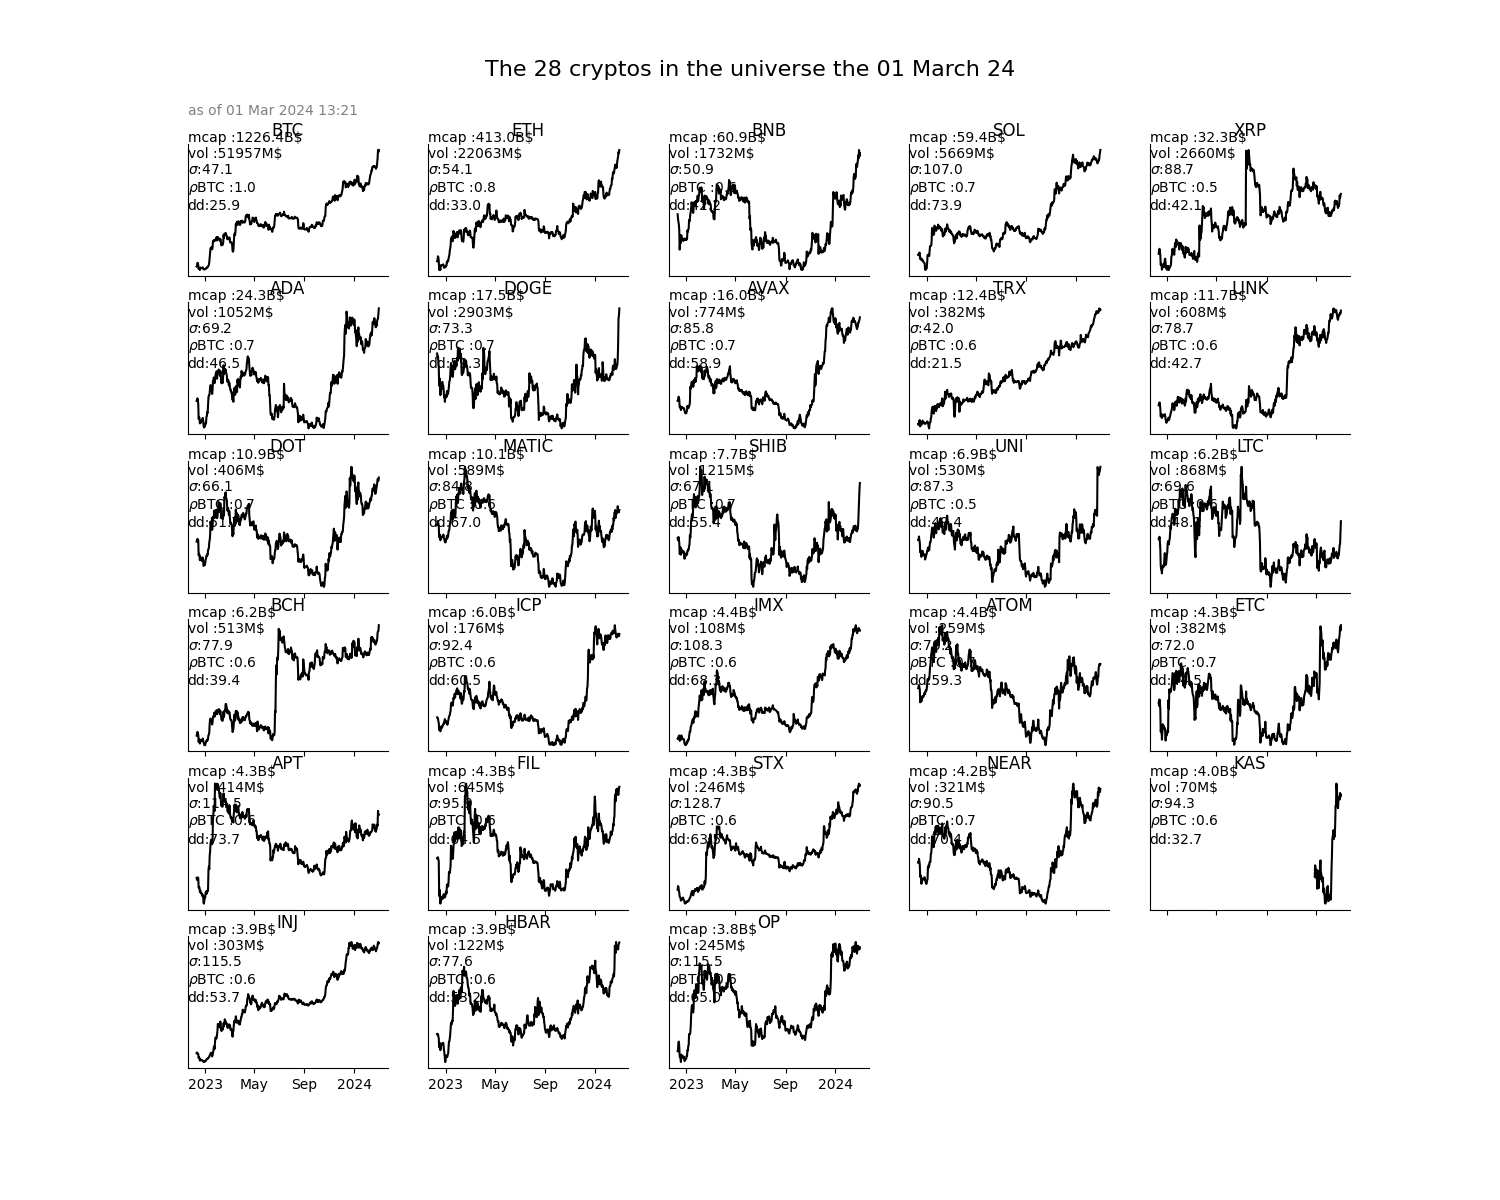 The 28 cryptos in the universe the 01 March 24
as of 01 Mar 2024 13:21
BTC
mcap :1226.4B$
vol :51957M$
σ:47.1
ρBTC :1.0
dd:25.9
ETH
mcap :413.0B$
vol :22063M$
σ:54.1
ρBTC :0.8
dd:33.0
BNB
mcap :60.9B$
vol :1732M$
σ:50.9
ρBTC
SOL
mcap :59.4B$
vol :5669M$
σ:107.0
ρBTC :0.7
dd:73.9
XRP
mcap :32.3B$
vol :2660M$
σ:88.7
ρBTC :0.5
dd:42.1
ADA
mcap :24.3B$
vol :1052M$
σ:69.2
ρBTC :0.7
dd:46.5
DOGE
mcap :17.5B$
vol :2903M$
σ:73.3
ρBTC :0.7
AVAX
mcap :16.0B$
vol :774M$
σ:85.8
ρBTC :0.7
dd:58.9
TRX
mcap :12.4B$
vol :382M$
σ:42.0
ρBTC :0.6
dd:21.5
LINK
mcap :11.7B$
vol :608M$
σ:78.7
ρBTC :0.6
dd:42.7
DOT
mcap :10.9B$
vol :406M$
σ:66.1
ρBTC :0.7
MATIC
mcap :10.1B$
vol :589M$
σ:84.8
ρBTC :0.6
dd:67.0
SHIB
mcap :7.7B$
vol :1215M$
σ:67.1
ρBTC :0.7
dd:55.4
UNI
mcap :6.9B$
vol :530M$
σ:87.3
ρBTC :0.5
LTC
mcap :6.2B$
vol :868M$
σ:69.6
ρBTC :0.6
BCH
mcap :6.2B$
vol :513M$
σ:77.9
ρBTC :0.6
dd:39.4
ICP
mcap :6.0B$
vol :176M$
σ:92.4
ρBTC :0.6
dd:60.5
IMX
mcap :4.4B$
vol :108M$
σ:108.3
ρBTC :0.6
ATOM
mcap :4.4B$
vol :259M$
ρBTC
dd:59.3
ETC
mcap :4.3B$
vol :382M$
σ:72.0
ρBTC :0.7
APT
mcap :4.3B$
vol :414M$
ρBTC :0.6
dd:73.7
FIL
mcap :4.3B$
vol :645M$
ρBTC :0.6
STX
mcap :4.3B$
vol :246M$
σ:128.7
ρBTC :0.6
NEAR
mcap :4.2B$
vol :321M$
σ:90.5
ρBTC :0.7
dd:70.4
KAS
mcap :4.0B$
vol :70M$
σ:94.3
ρBTC :0.6
dd:32.7
INJ
mcap :3.9B$
vol :303M$
σ:115.5
ρBTC :0.6
dd:53.7
HBAR
mcap :3.9B$
vol :122M$
σ:77.6
ρBTC :0.6
OP
mcap :3.8B$
vol :245M$
σ:115.5
ρBTC :0.6
dd:65.0
2023 May Sep 2024
2023 May Sep 2024
2023 May Sep 2024